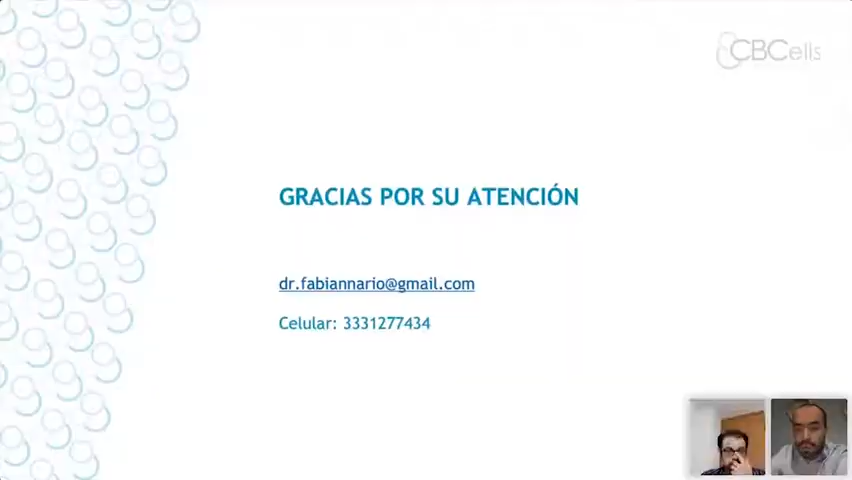 CBCells
GRACIAS POR SU ATENCIÓN
dr.fabiannario@gmail.com
Celular: 3331277434